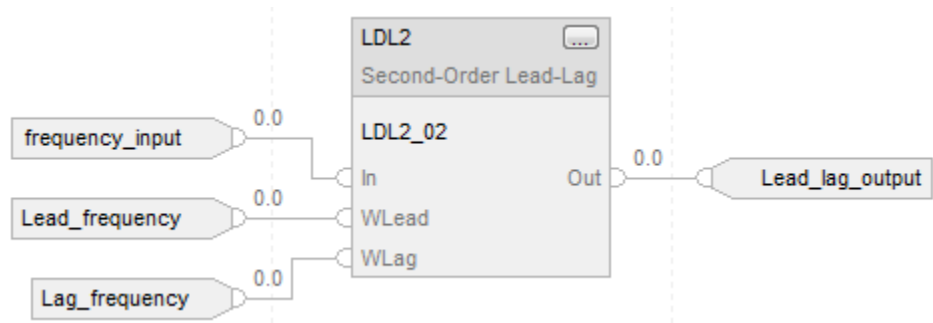 LDL2
...
Second-Order Lead-Lag
LDL2_02
0.0
frequency_input
In
Out
0.0
Lead_lag_output
0.0
Lead_frequency
WLead
WLag
0.0
Lag_frequency